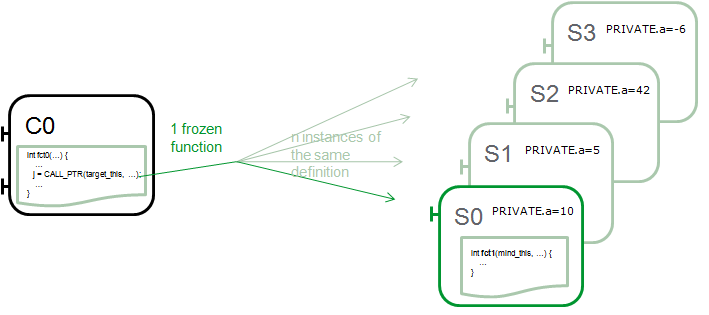 C0
int fct0(…) {
…
j = CALL_PTR(target_this, …);
…
}
1 frozen
function
n instances of
the same
definition
S3 PRIVATE.a=-6
S2 PRIVATE.a=42
S1 PRIVATE.a=5
S0 PRIVATE.a=10
int fct1(mind_this, …) {
…
}